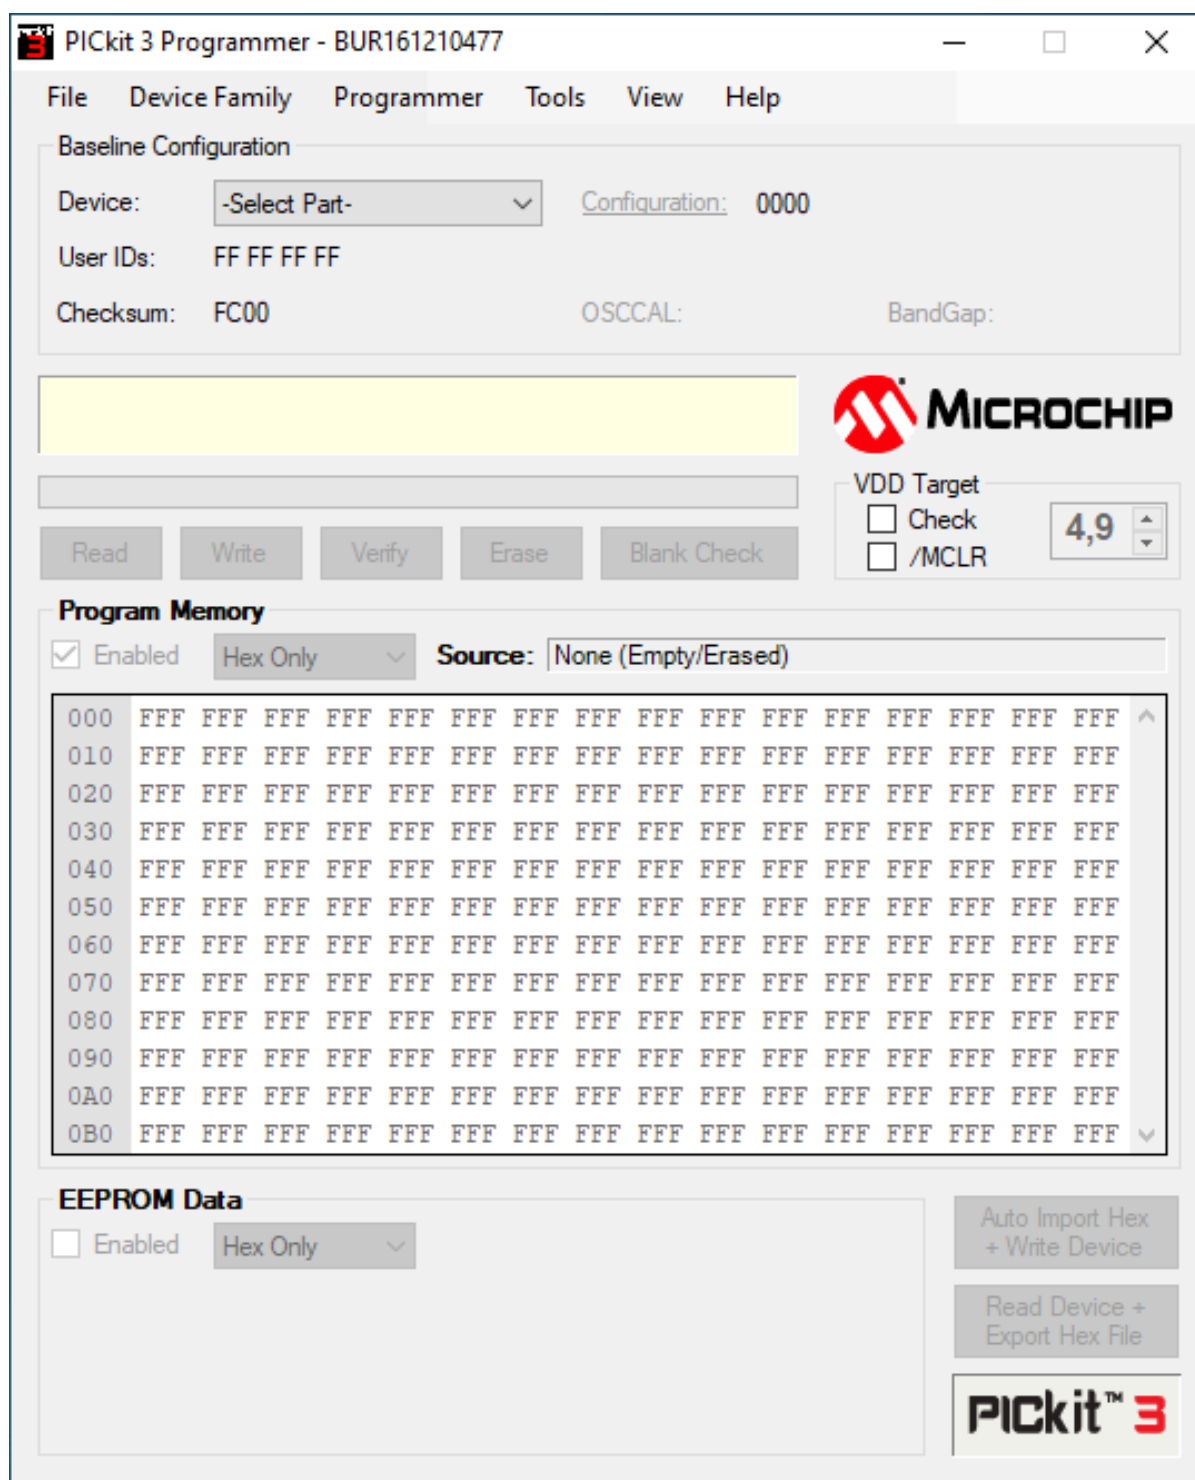 PICkit 3 Programmer - BUR161210477
File Device Family Programmer Tools View Help
Baseline Configuration
Device: -Select Part- Configuration: 0000
User IDs: FF FF FF FF
Checksum: FC00 OSCCAL: BandGap:
MICROCHIP
VDD Target
Check
/MCLR
4,9
Read Write Verify Erase Blank Check
Program Memory
Enabled Hex Only Source: None (Empty/Erased)
000 FFF FFF FFF FFF FFF FFF FFF FFF FFF FFF FFF FFF FFF FFF FFF FFF
010 FFF FFF FFF FFF FFF FFF FFF FFF FFF FFF FFF FFF FFF FFF FFF FFF
020 FFF FFF FFF FFF FFF FFF FFF FFF FFF FFF FFF FFF FFF FFF FFF FFF
030 FFF FFF FFF FFF FFF FFF FFF FFF FFF FFF FFF FFF FFF FFF FFF FFF
040 FFF FFF FFF FFF FFF FFF FFF FFF FFF FFF FFF FFF FFF FFF FFF FFF
050 FFF FFF FFF FFF FFF FFF FFF FFF FFF FFF FFF FFF FFF FFF FFF FFF
060 FFF FFF FFF FFF FFF FFF FFF FFF FFF FFF FFF FFF FFF FFF FFF FFF
070 FFF FFF FFF FFF FFF FFF FFF FFF FFF FFF FFF FFF FFF FFF FFF FFF
080 FFF FFF FFF FFF FFF FFF FFF FFF FFF FFF FFF FFF FFF FFF FFF FFF
090 FFF FFF FFF FFF FFF FFF FFF FFF FFF FFF FFF FFF FFF FFF FFF FFF
0A0 FFF FFF FFF FFF FFF FFF FFF FFF FFF FFF FFF FFF FFF FFF FFF FFF
0B0 FFF FFF FFF FFF FFF FFF FFF FFF FFF FFF FFF FFF FFF FFF FFF FFF
EEPROM Data
Enabled Hex Only
Auto Import Hex
+ Write Device
Read Device +
Export Hex File
PICkit™ 3